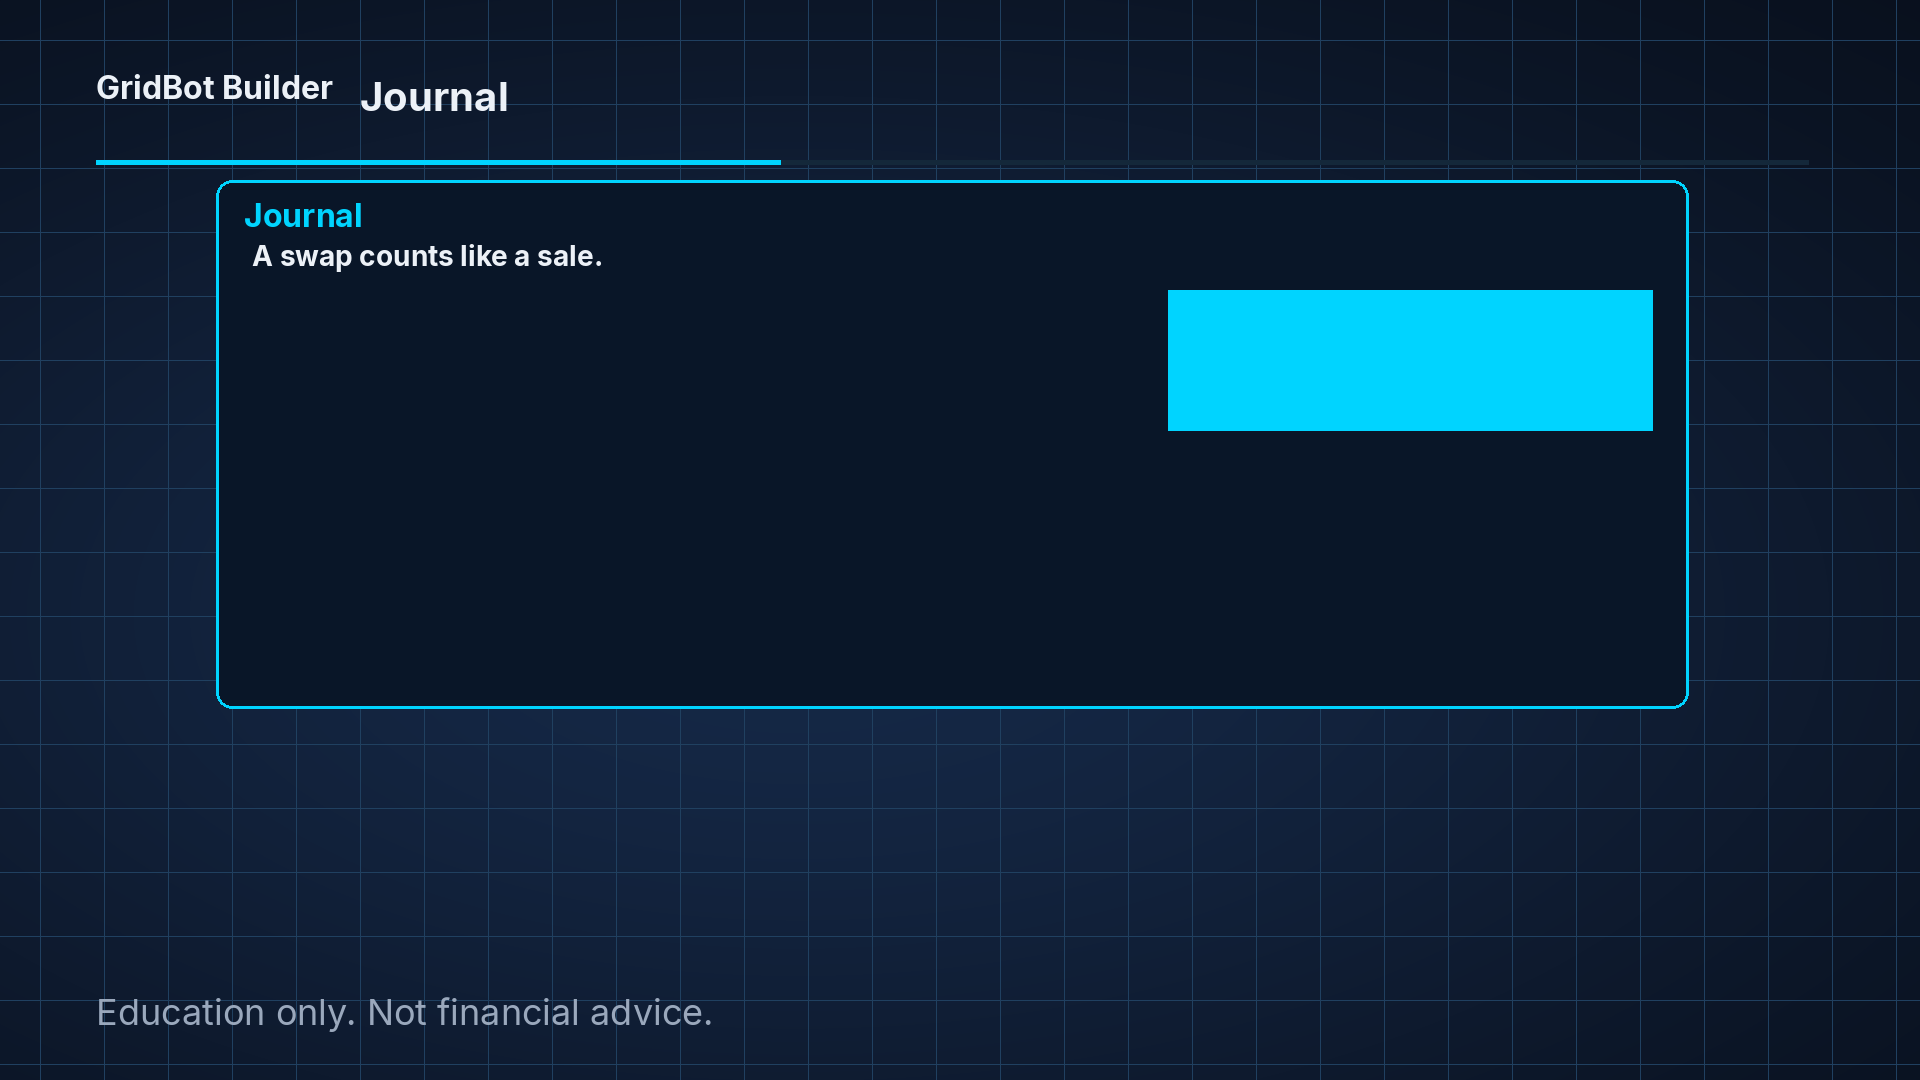 GridBot Builder
Journal
Journal
A swap counts like a sale.
Education only. Not financial advice.